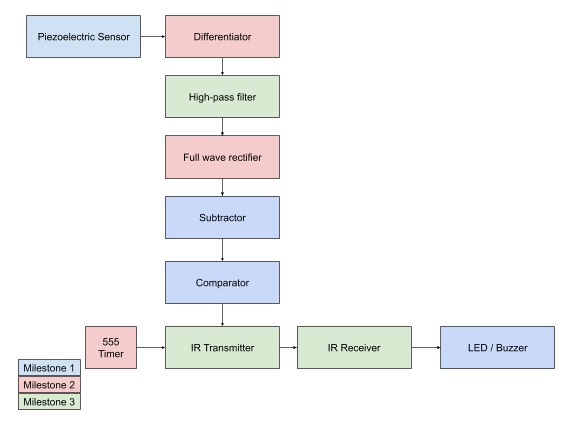 Piezoelectric Sensor
Differentiator
High-pass filter
Full wave rectifier
Subtractor
Comparator
555
Timer
IR Transmitter
IR Receiver
LED / Buzzer
Milestone 1
Milestone 2
Milestone 3